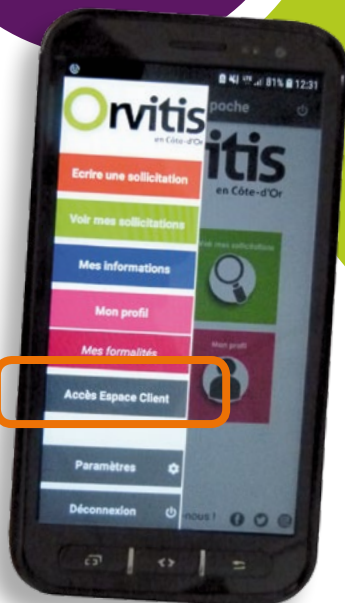 81% 12:31
Orvitis
en Côte-d'Or
poche
itis
en Côte-d'Or
Ecrire une sollicitation
Voir mes sollicitations
Voir mes sollicitations
Mes informations
Mon profil
Mon profil
Mes formalités
Accès Espace Client
Paramètres
Déconnexion
-nous !